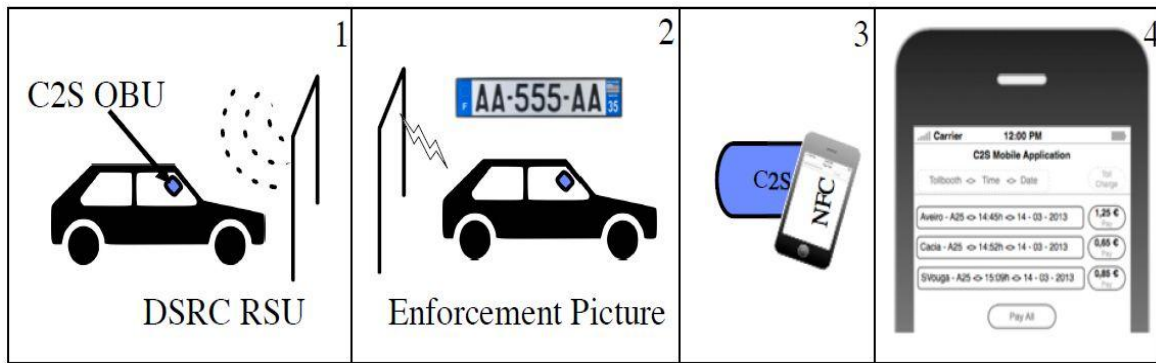 1
C2S OBU
DSRC RSU
2
F AA-555-AA 35
Enforcement Picture
3
C2S
NFC
4
Carrier 12:00 PM
C2S Mobile Application
Tollbooth <> Time <> Date Toll Charge
Aveiro - A25 <> 14:45h <> 14 - 03 - 2013 1,25 € Pay
Cacia - A25 <> 14:52h <> 14 - 03 - 2013 0,65 € Pay
SVouga - A25 <> 15:09h <> 14 - 03 - 2013 0,85 € Pay
Pay All